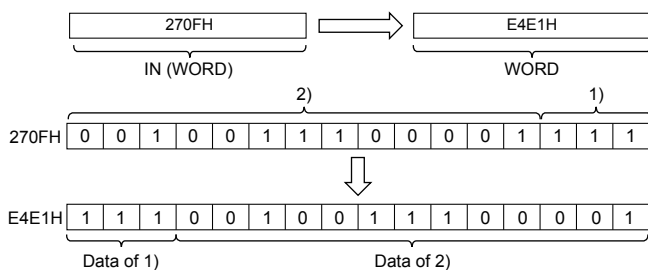 270FH E4E1H
IN (WORD) WORD
2) 1)
270FH 0 0 1 0 0 1 1 1 0 0 0 0 1 1 1 1
E4E1H 1 1 1 0 0 1 0 0 1 1 1 0 0 0 0 1
Data of 1) Data of 2)